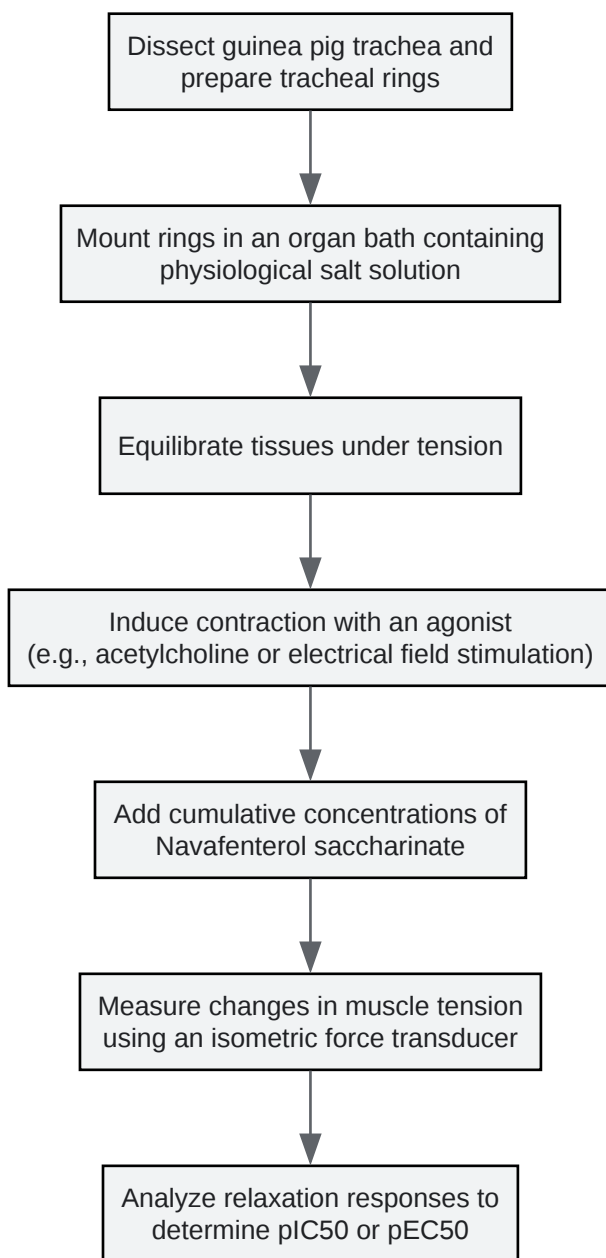 Dissect guinea pig trachea and
prepare tracheal rings
Mount rings in an organ bath containing
physiological salt solution
Equilibrate tissues under tension
Induce contraction with an agonist
(e.g., acetylcholine or electrical field stimulation)
Add cumulative concentrations of
Navafenterol saccharinate
Measure changes in muscle tension
using an isometric force transducer
Analyze relaxation responses to
determine pIC50 or pEC50